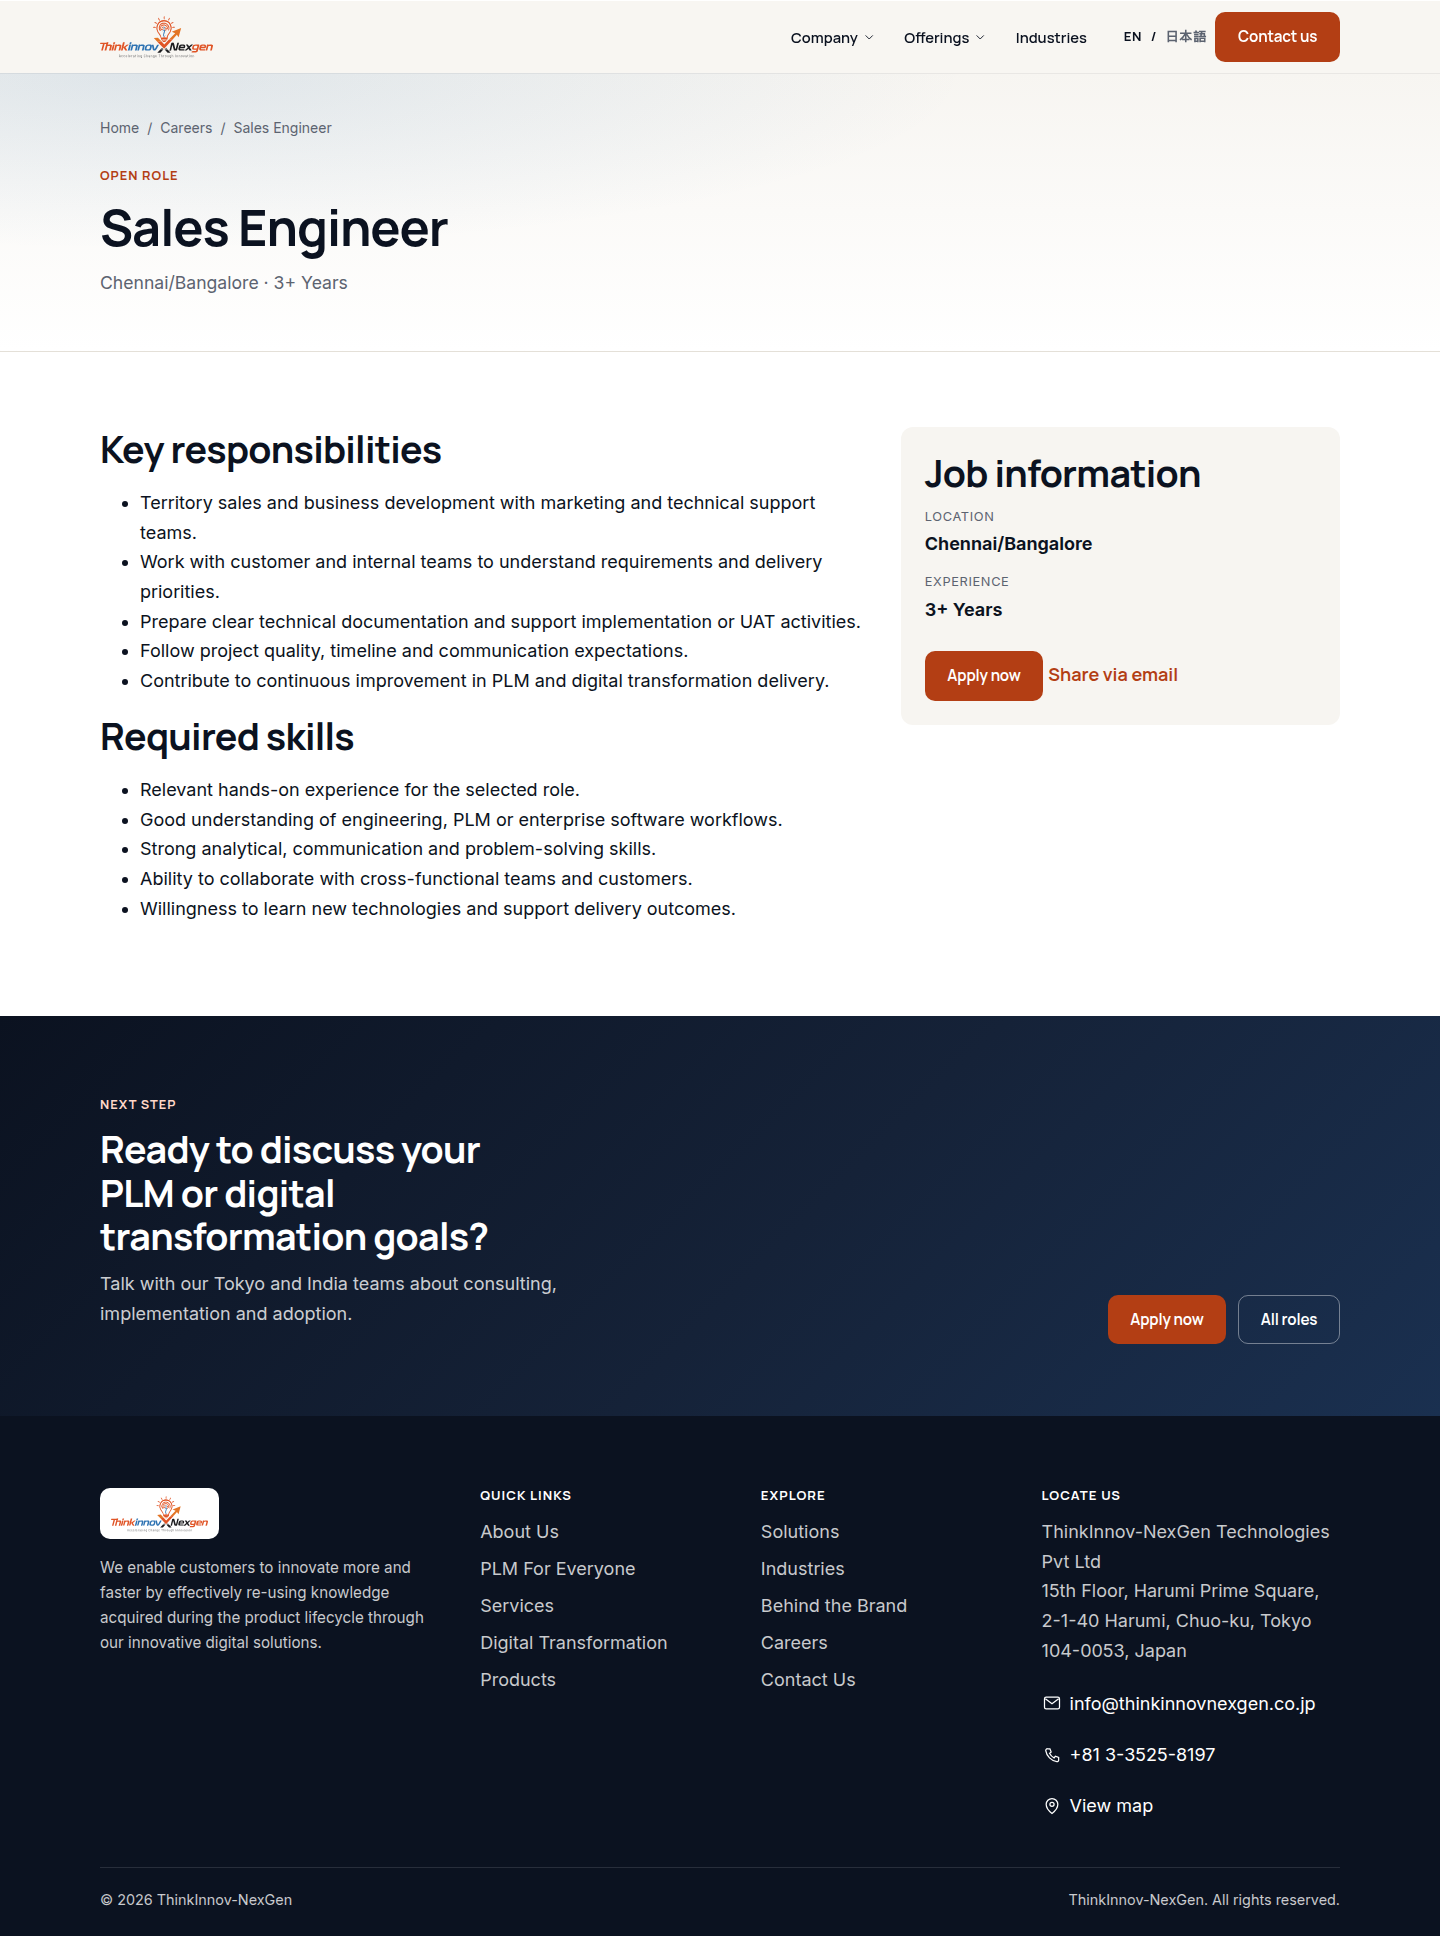 ThinkinnovXNexgen
Accelerating Change Through Innovation
Company
Offerings
Industries
EN / 日本語
Contact us
Home / Careers / Sales Engineer
OPEN ROLE
Sales Engineer
Chennai/Bangalore · 3+ Years
Key responsibilities
• Territory sales and business development with marketing and technical support
teams.
• Work with customer and internal teams to understand requirements and delivery
priorities.
• Prepare clear technical documentation and support implementation or UAT activities.
• Follow project quality, timeline and communication expectations.
• Contribute to continuous improvement in PLM and digital transformation delivery.
Required skills
• Relevant hands-on experience for the selected role.
• Good understanding of engineering, PLM or enterprise software workflows.
• Strong analytical, communication and problem-solving skills.
• Ability to collaborate with cross-functional teams and customers.
• Willingness to learn new technologies and support delivery outcomes.
Job information
LOCATION
Chennai/Bangalore
EXPERIENCE
3+ Years
Apply now
Share via email
NEXT STEP
Ready to discuss your
PLM or digital
transformation goals?
Talk with our Tokyo and India teams about consulting,
implementation and adoption.
Apply now
All roles
ThinkinnovXNexgen
Accelerating Change Through Innovation
We enable customers to innovate more and
faster by effectively re-using knowledge
acquired during the product lifecycle through
our innovative digital solutions.
QUICK LINKS
About Us
PLM For Everyone
Services
Digital Transformation
Products
EXPLORE
Solutions
Industries
Behind the Brand
Careers
Contact Us
LOCATE US
ThinkInnov-NexGen Technologies
Pvt Ltd
15th Floor, Harumi Prime Square,
2-1-40 Harumi, Chuo-ku, Tokyo
104-0053, Japan
info@thinkinnovnexgen.co.jp
+81 3-3525-8197
View map
© 2026 ThinkInnov-NexGen
ThinkInnov-NexGen. All rights reserved.